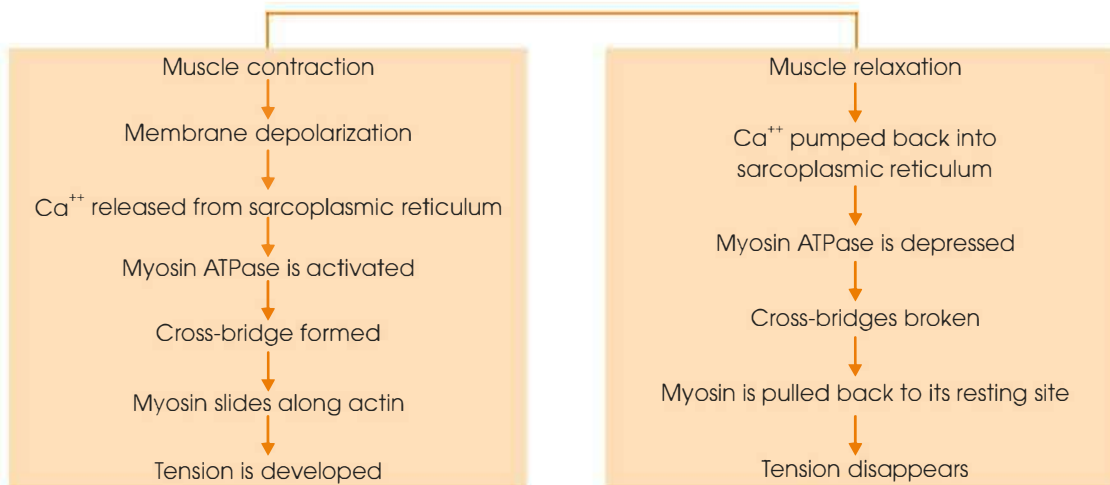 Muscle contraction
Membrane depolarization
Ca⁺⁺ released from sarcoplasmic reticulum
Myosin ATPase is activated
Cross-bridge formed
Myosin slides along actin
Tension is developed
Muscle relaxation
Ca⁺⁺ pumped back into
sarcoplasmic reticulum
Myosin ATPase is depressed
Cross-bridges broken
Myosin is pulled back to its resting site
Tension disappears